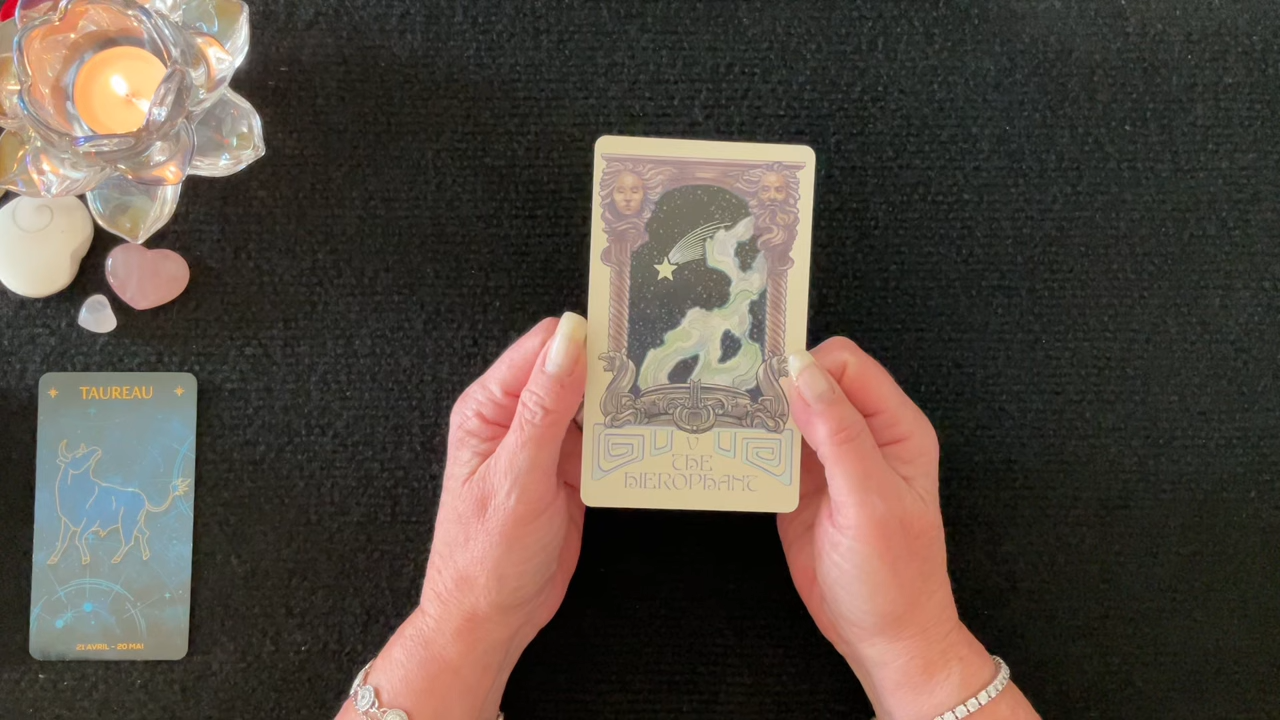 TAUREAU
21 AVRIL - 20 MAI
V
THE
HIEROPHANT